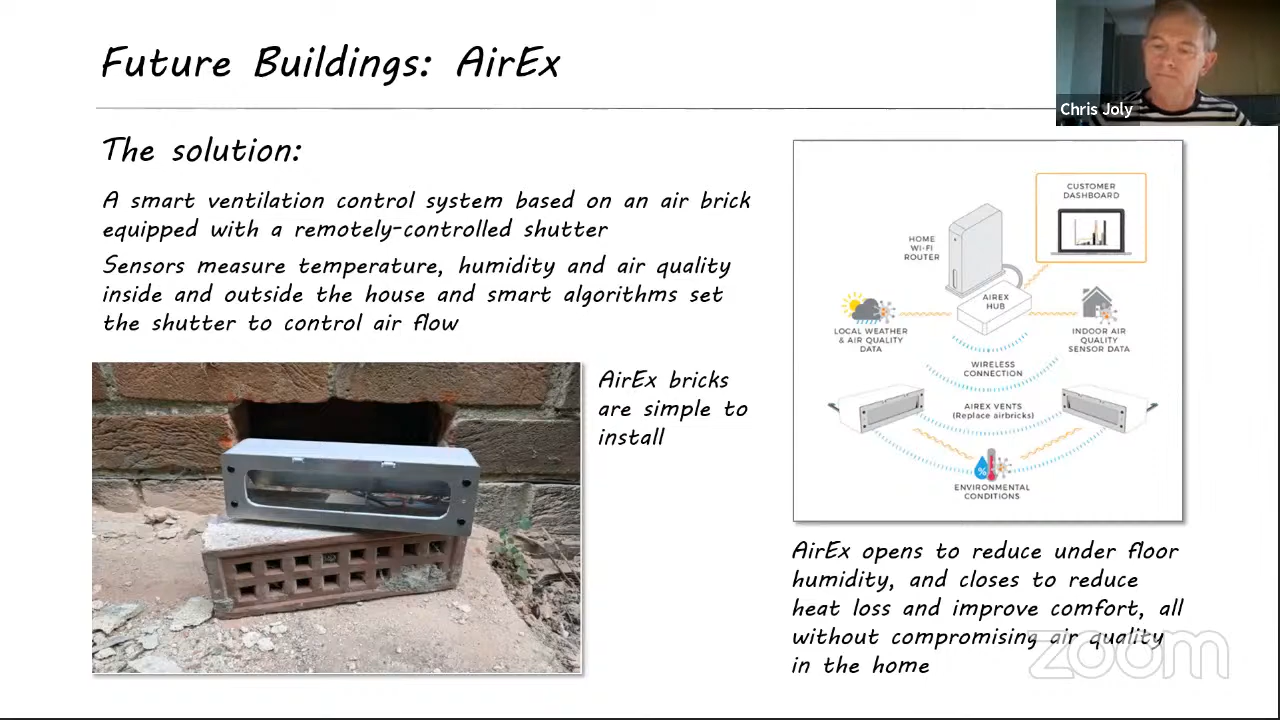 Future Buildings: AirEx
Chris Joly
The solution:
A smart ventilation control system based on an air brick
equipped with a remotely-controlled shutter
Sensors measure temperature, humidity and air quality
inside and outside the house and smart algorithms set
the shutter to control air flow
AirEx bricks
are simple to
install
CUSTOMER
DASHBOARD
HOME
WI-FI
ROUTER
AIREX
HUB
LOCAL WEATHER
& AIR QUALITY
DATA
INDOOR AIR
QUALITY
SENSOR DATA
WIRELESS
CONNECTION
AIREX VENTS
(Replace airbricks)
%
ENVIRONMENTAL
CONDITIONS
AirEx opens to reduce under floor
humidity, and closes to reduce
heat loss and improve comfort, all
without compromising air quality
in the home
zoom